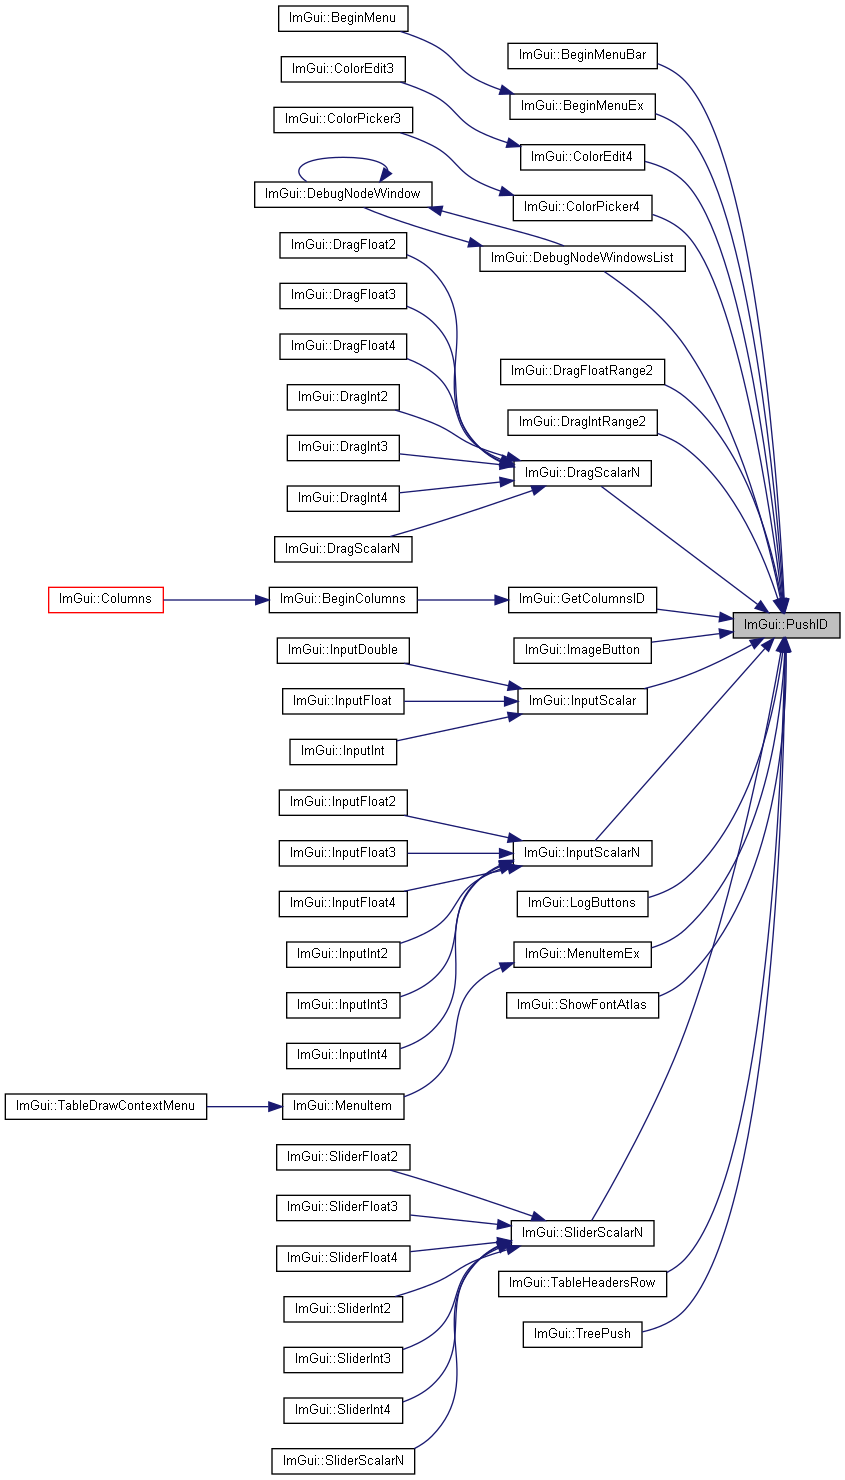 ImGui::BeginMenu
ImGui::BeginMenuBar
ImGui::ColorEdit3
ImGui::BeginMenuEx
ImGui::ColorPicker3
ImGui::ColorEdit4
ImGui::DebugNodeWindow
ImGui::ColorPicker4
ImGui::DragFloat2
ImGui::DebugNodeWindowsList
ImGui::DragFloat3
ImGui::DragFloat4
ImGui::DragFloatRange2
ImGui::DragInt2
ImGui::DragIntRange2
ImGui::DragInt3
ImGui::DragScalarN
ImGui::DragInt4
ImGui::DragScalarN
ImGui::Columns
ImGui::BeginColumns
ImGui::GetColumnsID
ImGui::PushID
ImGui::InputDouble
ImGui::ImageButton
ImGui::InputFloat
ImGui::InputScalar
ImGui::InputInt
ImGui::InputFloat2
ImGui::InputFloat3
ImGui::InputScalarN
ImGui::InputFloat4
ImGui::LogButtons
ImGui::InputInt2
ImGui::MenuItemEx
ImGui::InputInt3
ImGui::ShowFontAtlas
ImGui::InputInt4
ImGui::TableDrawContextMenu
ImGui::MenuItem
ImGui::SliderFloat2
ImGui::SliderFloat3
ImGui::SliderScalarN
ImGui::SliderFloat4
ImGui::TableHeadersRow
ImGui::SliderInt2
ImGui::TreePush
ImGui::SliderInt3
ImGui::SliderInt4
ImGui::SliderScalarN